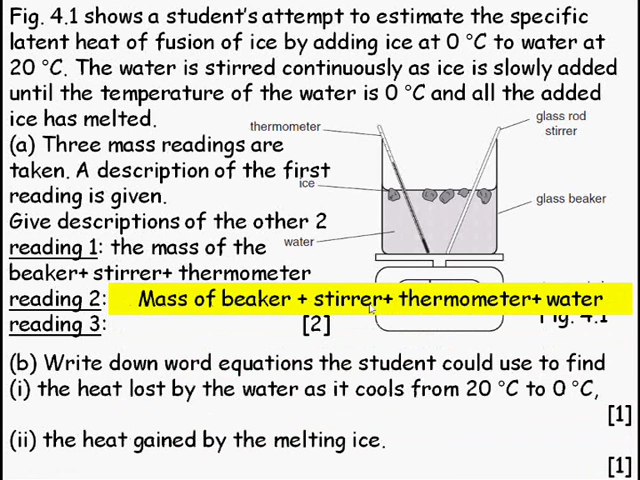 Fig. 4.1 shows a student's attempt to estimate the specific
latent heat of fusion of ice by adding ice at 0 °C to water at
20 °C. The water is stirred continuously as ice is slowly added
until the temperature of the water is 0 °C and all the added
ice has melted.
(a) Three mass readings are
taken. A description of the first
reading is given.
Give descriptions of the other 2
reading 1: the mass of the
beaker+ stirrer+ thermometer
reading 2: Mass of beaker + stirrer+ thermometer+ water
reading 3: [2]
thermometer
glass rod
stirrer
ice
glass beaker
water
Fig. 4.1
(b) Write down word equations the student could use to find
(i) the heat lost by the water as it cools from 20 °C to 0 °C,
[1]
(ii) the heat gained by the melting ice.
[1]